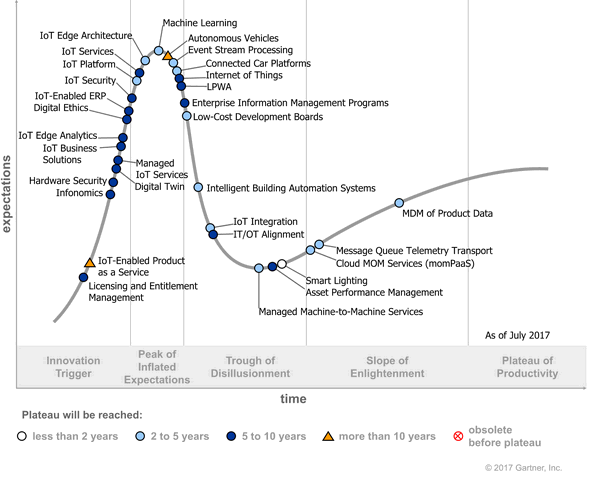 Machine Learning
IoT Edge Architecture
Autonomous Vehicles
Event Stream Processing
IoT Services
Connected Car Platforms
IoT Platform
Internet of Things
IoT Security
LPWA
IoT-Enabled ERP
Enterprise Information Management Programs
Digital Ethics
Low-Cost Development Boards
IoT Edge Analytics
IoT Business
Solutions
Managed
IoT Services
Digital Twin
Hardware Security
Infonomics
Intelligent Building Automation Systems
MDM of Product Data
IoT Integration
IT/OT Alignment
Message Queue Telemetry Transport
Cloud MOM Services (momPaaS)
IoT-Enabled Product
as a Service
Licensing and Entitlement
Management
Smart Lighting
Asset Performance Management
Managed Machine-to-Machine Services
expectations
As of July 2017
Innovation
Trigger
Peak of
Inflated
Expectations
Trough of
Disillusionment
Slope of
Enlightenment
Plateau of
Productivity
time
Plateau will be reached:
less than 2 years
2 to 5 years
5 to 10 years
more than 10 years
obsolete
before plateau
© 2017 Gartner, Inc.